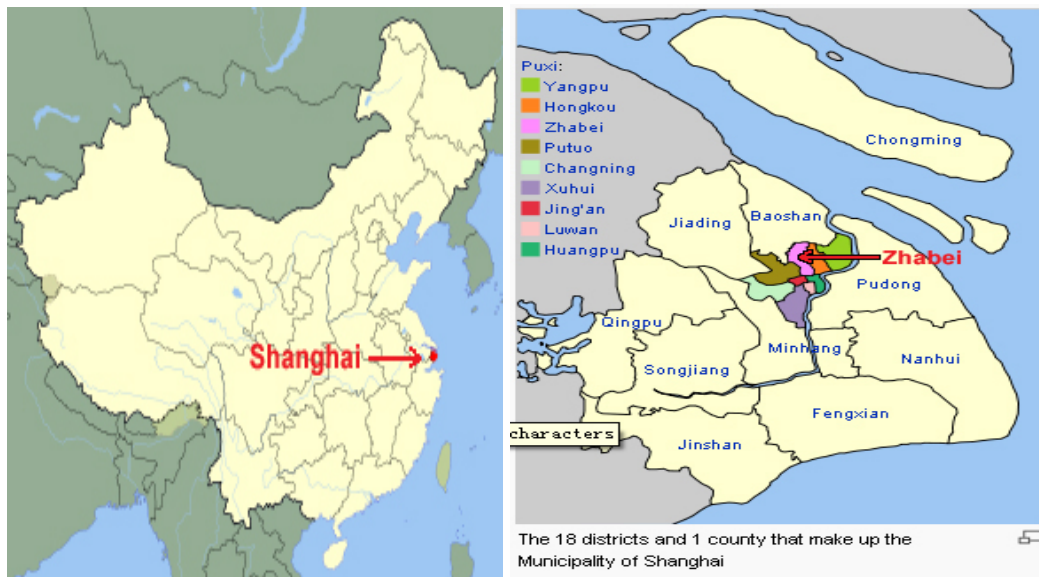 Shanghai
Puxi:
Yangpu
Hongkou
Zhabei
Putuo
Changning
Xuhui
Jing'an
Luwan
Huangpu
Chongming
Jiading
Baoshan
Zhabei
Pudong
Qingpu
Songjiang
Minhang
Nanhui
Fengxian
characters
Jinshan
The 18 districts and 1 county that make up the
Municipality of Shanghai